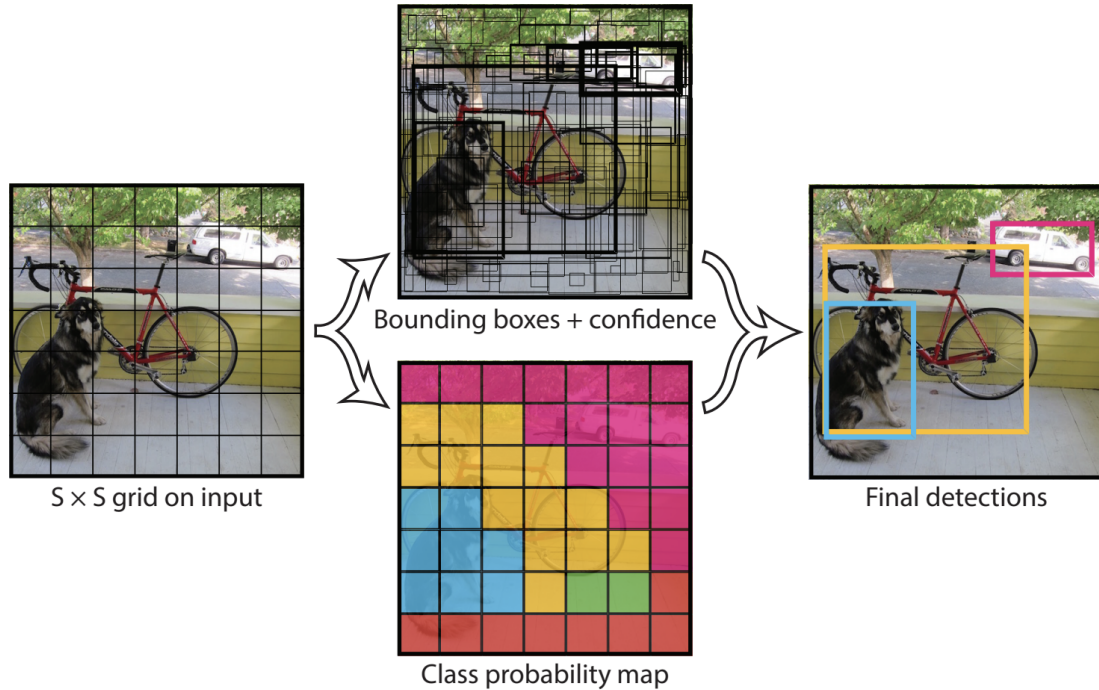 Bounding boxes + confidence
S × S grid on input
Final detections
Class probability map